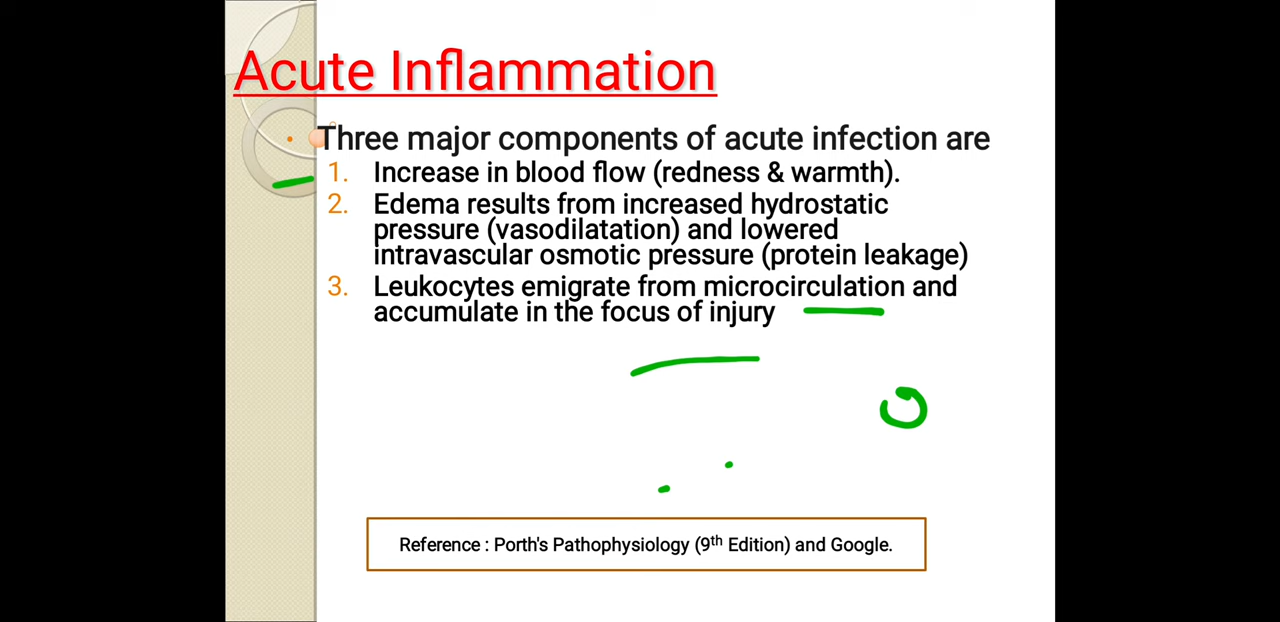 Acute Inflammation
• Three major components of acute infection are
1. Increase in blood flow (redness & warmth).
2. Edema results from increased hydrostatic
pressure (vasodilatation) and lowered
intravascular osmotic pressure (protein leakage)
3. Leukocytes emigrate from microcirculation and
accumulate in the focus of injury
Reference : Porth's Pathophysiology (9th Edition) and Google.